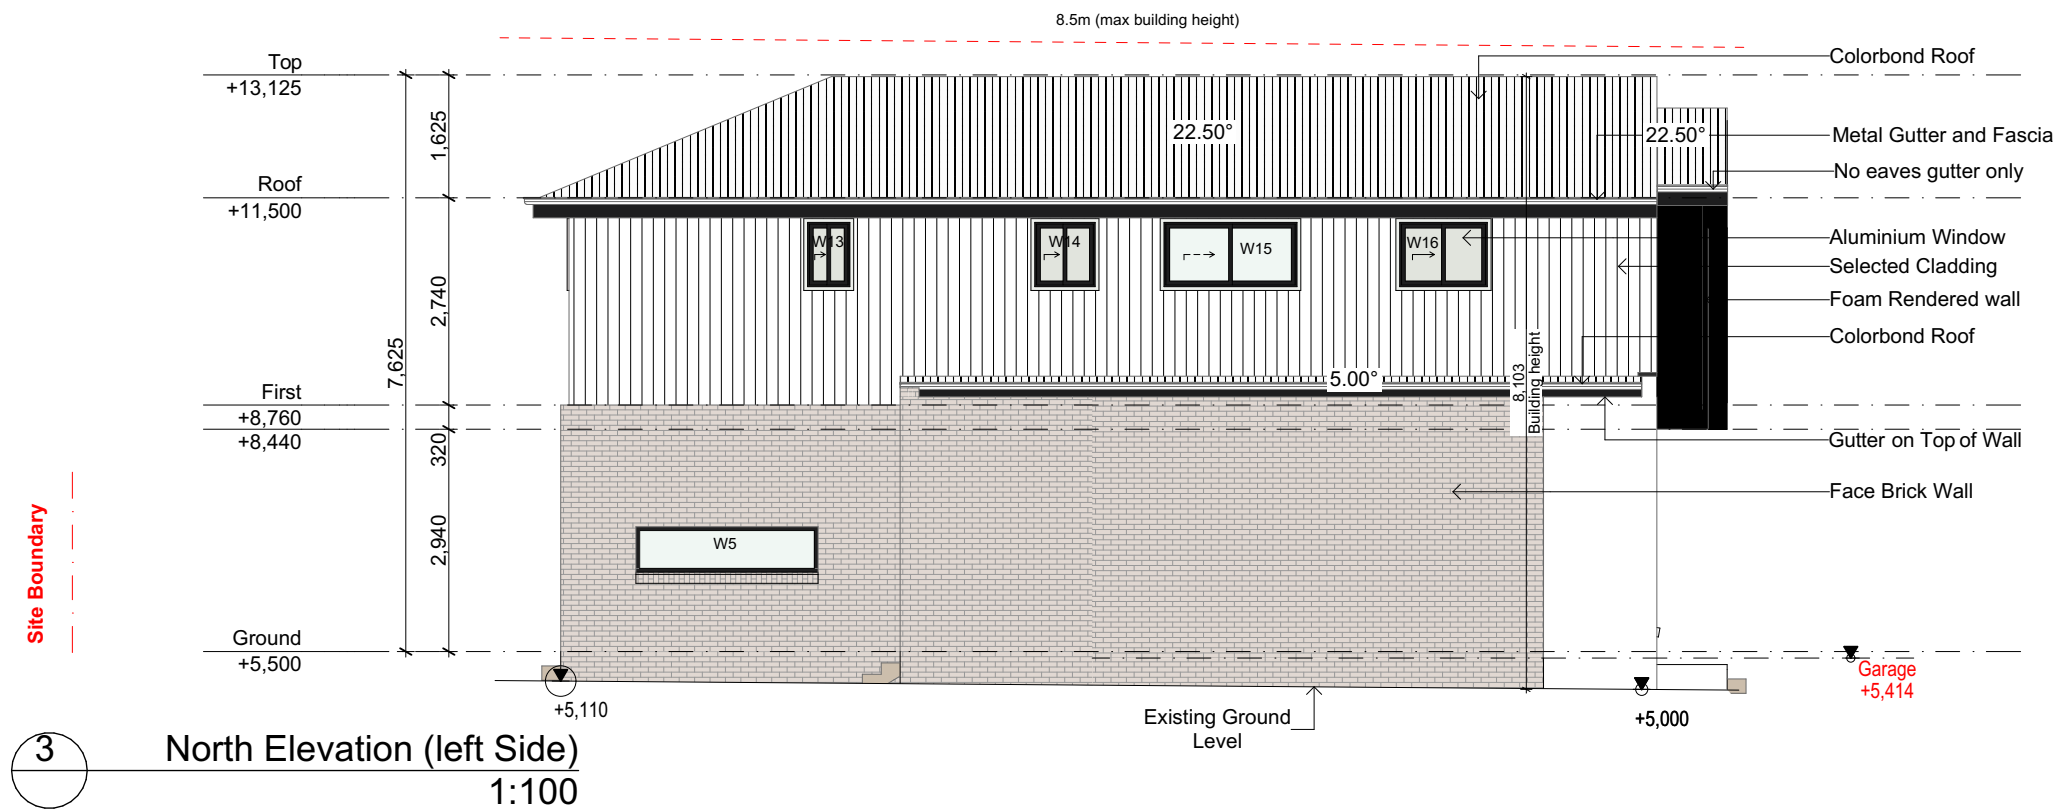 8.5m (max building height)
Top
+13,125
Colorbond Roof
1,625
22.50°
22.50°
Metal Gutter and Fascia
No eaves gutter only
Roof
+11,500
W13
W14
W15
W16
Aluminium Window
Selected Cladding
Foam Rendered wall
Colorbond Roof
2,740
7,625
5.00°
8,103
Building height
First
+8,760
+8,440
320
Gutter on Top of Wall
Face Brick Wall
2,940
W5
Site Boundary
Ground
+5,500
Garage
+5,414
+5,110
+5,000
Existing Ground
Level
3
North Elevation (left Side)
1:100